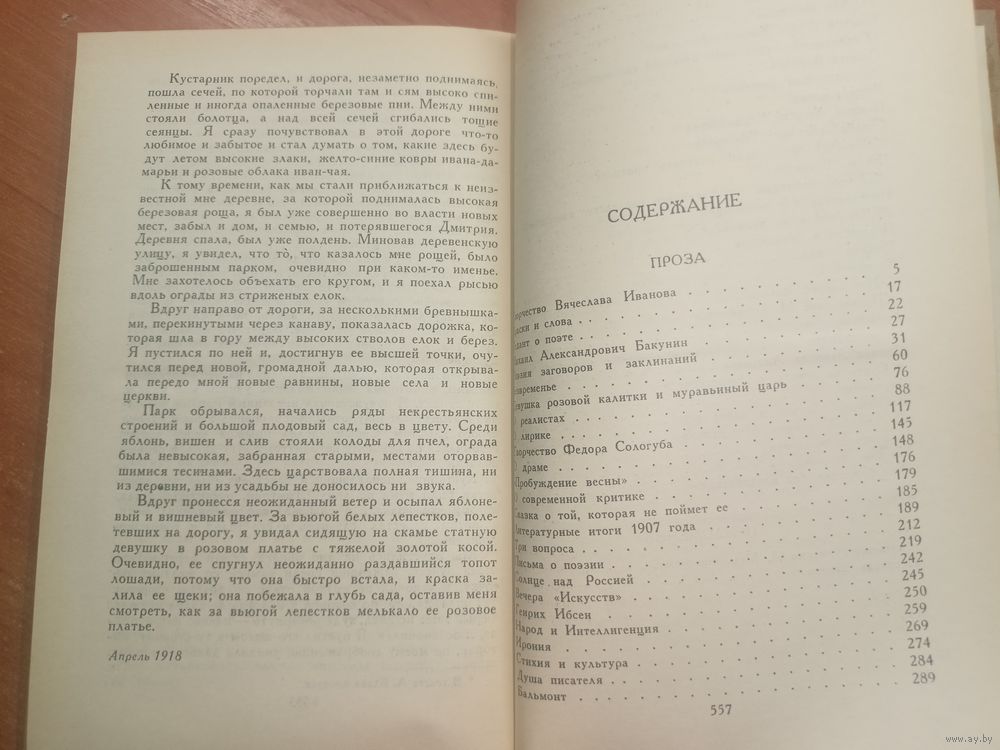 Кустарник поредел, и дорога, незаметно поднимаясь,
пошла сечей, по которой торчали там и сям высоко спи-
ленные и иногда опаленные березовые пни. Между ними
стояли болотца, а над всей сечей сгибались тощие
сеянцы. Я сразу почувствовал в этой дороге что-то
любимое и забытое и стал думать о том, какие здесь бу-
дут летом высокие злаки, желто-синие ковры ивана-да-
марьи и розовые облака иван-чая.
К тому времени, как мы стали приближаться к неиз-
вестной мне деревне, за которой поднималась высокая
березовая роща, я был уже совершенно во власти новых
мест, забыл и дом, и семью, и потерявшегося Дмитрия.
Деревня спала, был уже полдень. Миновав деревенскую
улицу, я увидел, что то̀, что казалось мне рощей, было
заброшенным парком, очевидно при каком-то именье.
Мне захотелось объехать его кругом, и я поехал рысью
вдоль ограды из стриженых елок.
Вдруг направо от дороги, за несколькими бревнышка-
ми, перекинутыми через канаву, показалась дорожка, ко-
торая шла в гору между высоких стволов елок и берез.
Я пустился по ней и, достигнув ее высшей точки, очу-
тился перед новой, громадной далью, которая открыва-
ла передо мной новые равнины, новые села и новые
церкви.
Парк обрывался, начались ряды некрестьянских
строений и большой плодовый сад, весь в цвету. Среди
яблонь, вишен и слив стояли колоды для пчел, ограда
была невысокая, забранная старыми, местами оторвав-
шимися тесинами. Здесь царствовала полная тишина, ни
из деревни, ни из усадьбы не доносилось ни звука.
Вдруг пронесся неожиданный ветер и осыпал яблоне-
вый и вишневый цвет. За вьюгой белых лепестков, поле-
тевших на дорогу, я увидал сидящую на скамье статную
девушку в розовом платье с тяжелой золотой косой.
Очевидно, ее спугнул неожиданно раздавшийся топот
лошади, потому что она быстро встала, и краска за-
лила ее щеки; она побежала в глубь сада, оставив меня
смотреть, как за вьюгой лепестков мелькало ее розовое
платье.
Апрель 1918
СОДЕРЖАНИЕ
ПРОЗА
орчество Вячеслава Иванова . . . . . . . . . 5
аски и слова . . . . . . . . . 17
дант о поэте . . . . . . . . . 22
ихаил Александрович Бакунин . . . . . . . . . 27
эзия заговоров и заклинаний . . . . . . . . . 31
временье . . . . . . . . . 60
вушка розовой калитки и муравьиный царь . . . . 76
реалистах . . . . . . . . . 88
лирике . . . . . . . . . 117
ворчество Федора Сологуба . . . . . . . . . 145
драме . . . . . . . . . 148
Пробуждение весны» . . . . . . . . . 176
О современной критике . . . . . . . . . 179
казка о той, которая не поймет ее . . . . . . . . . 185
итературные итоги 1907 года . . . . . . . . . 189
Три вопроса . . . . . . . . . 212
Письма о поэзии . . . . . . . . . 219
Солнце над Россией . . . . . . . . . 242
Вечера «Искусств» . . . . . . . . . 245
Генрих Ибсен . . . . . . . . . 250
Народ и Интеллигенция . . . . . . . . . 259
Ирония . . . . . . . . . 269
Стихия и культура . . . . . . . . . 274
Душа писателя . . . . . . . . . 284
Бальмонт . . . . . . . . . 289
557
www.ay.by